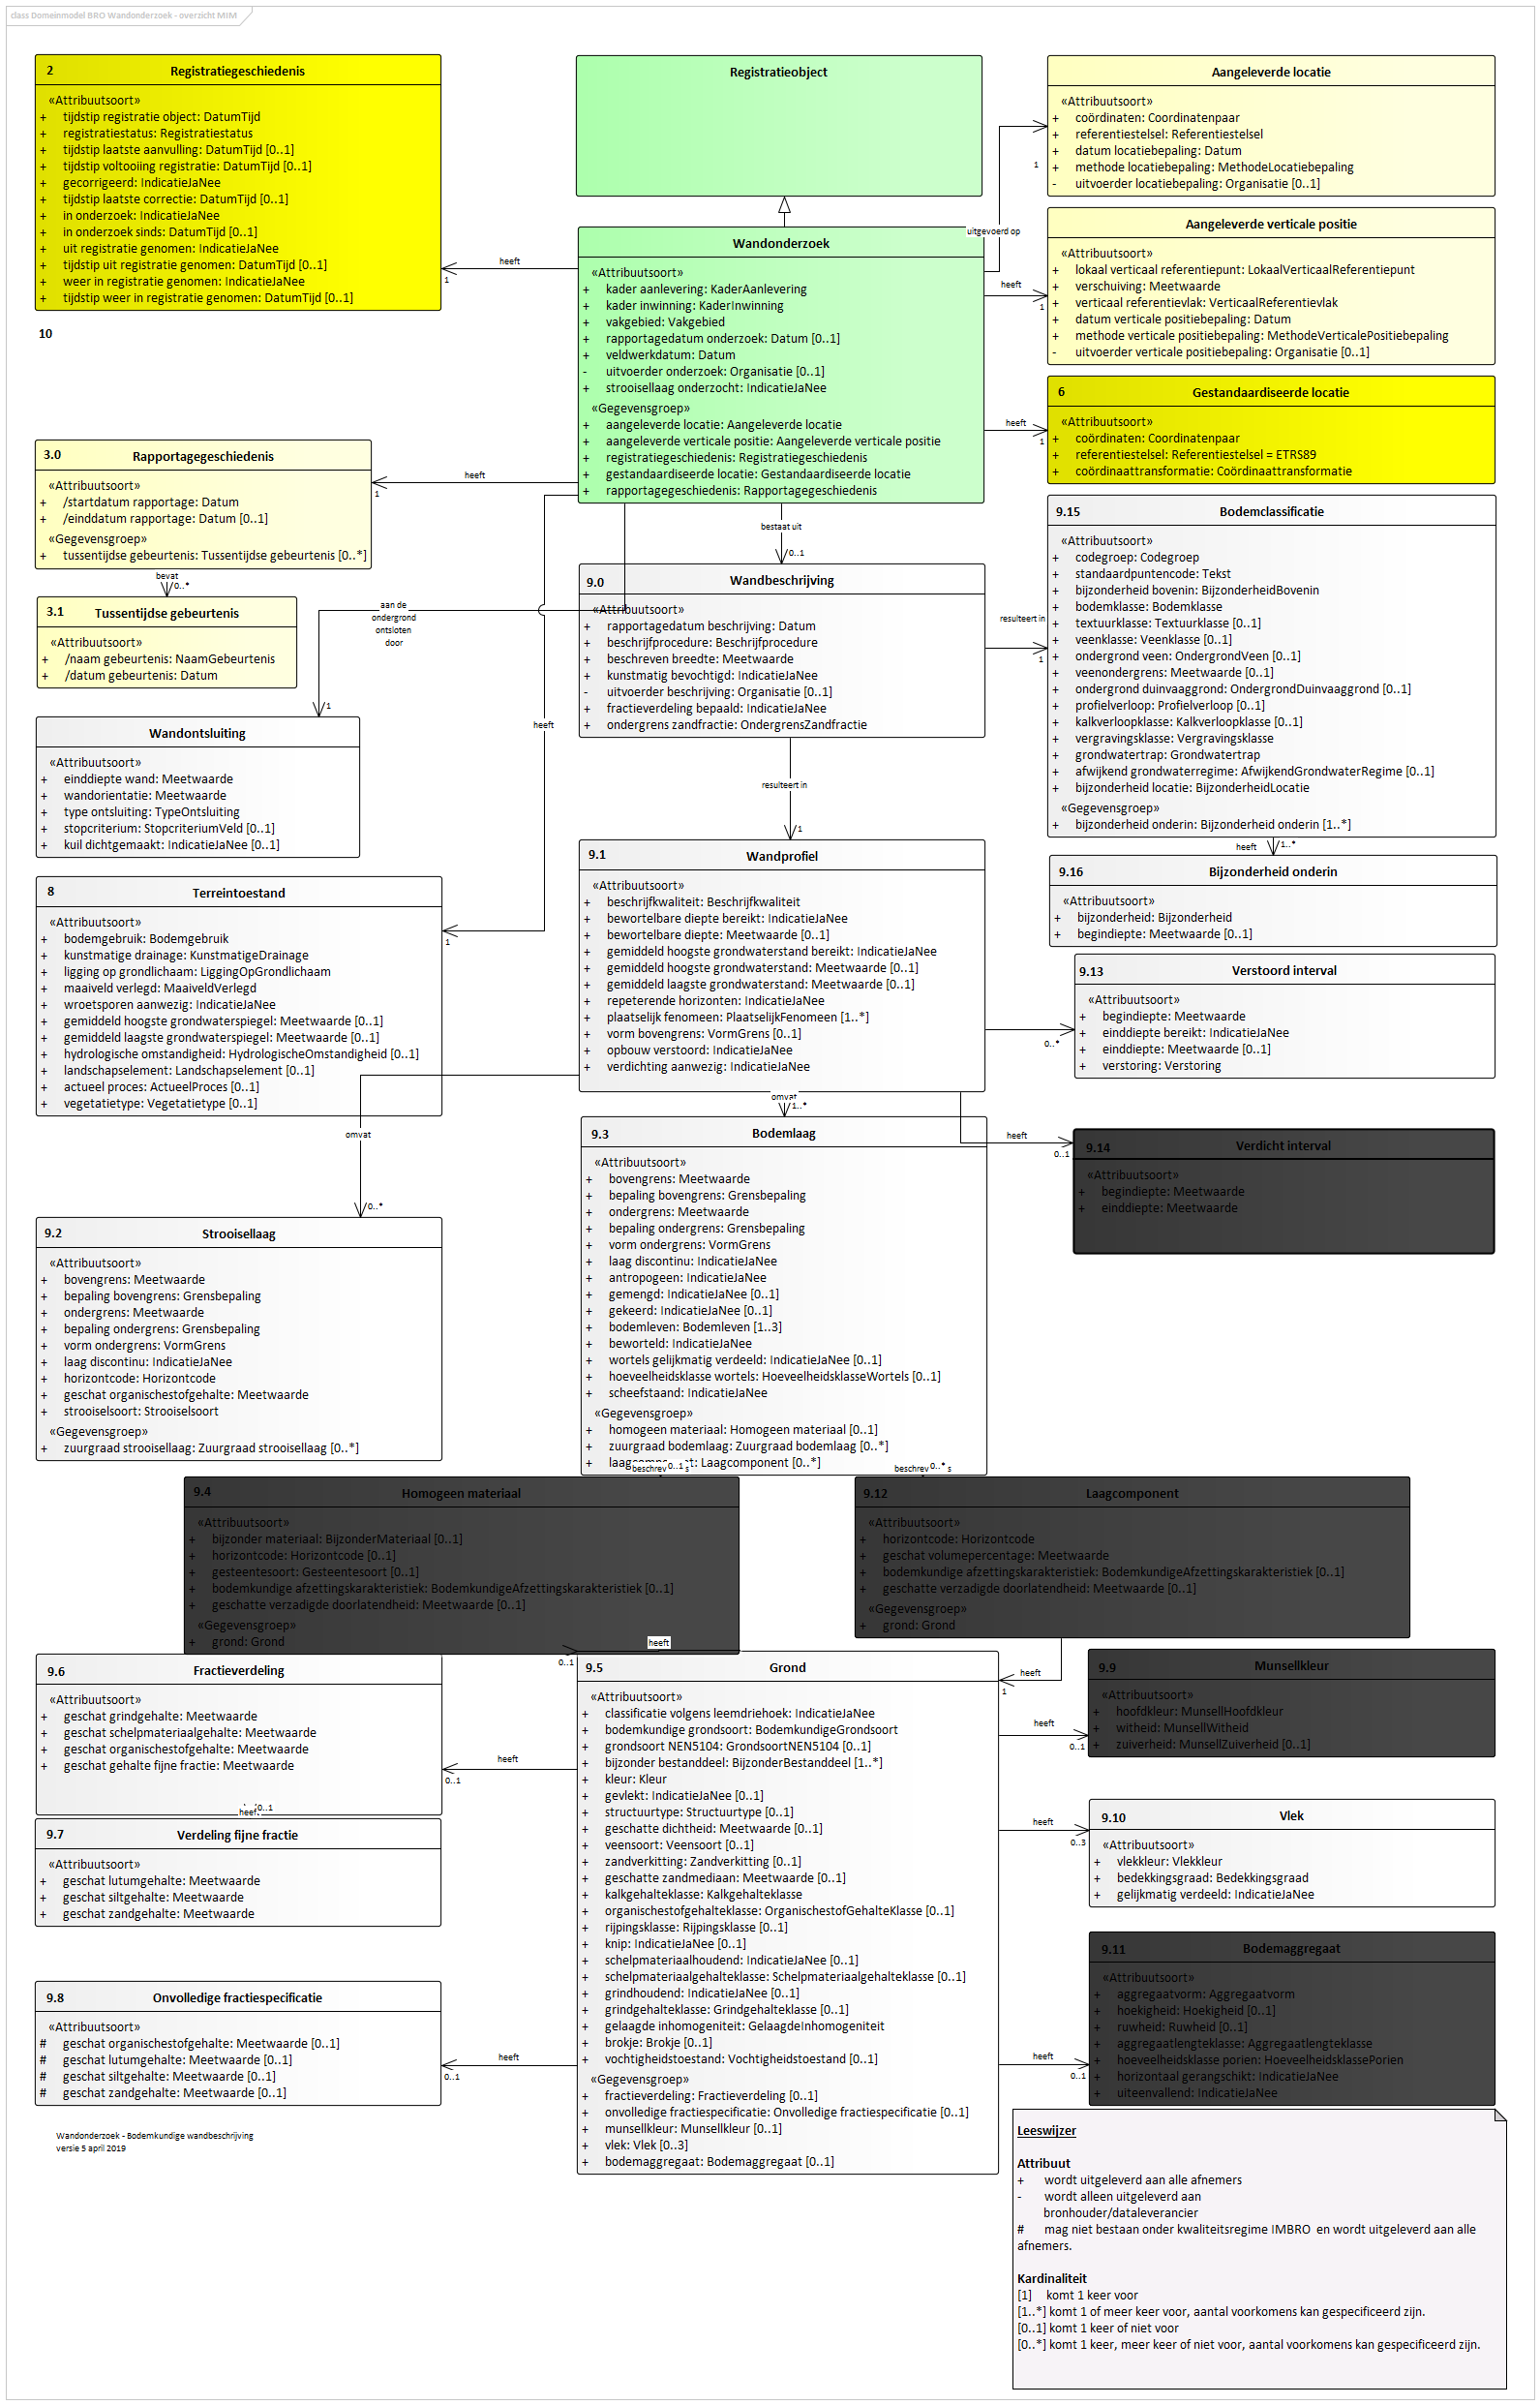 class Domeinmodel BRO Wandonderzoek - overzicht MIM
2 Registratiegeschiedenis
«Attribuutsoort»
+ tijdstip registratie object: DatumTijd
+ registratiestatus: Registratiestatus
+ tijdstip laatste aanvulling: DatumTijd [0..1]
+ tijdstip voltooiing registratie: DatumTijd [0..1]
+ gecorrigeerd: IndicatieJaNee
+ tijdstip laatste correctie: DatumTijd [0..1]
+ in onderzoek: IndicatieJaNee
+ in onderzoek sinds: DatumTijd [0..1]
+ uit registratie genomen: IndicatieJaNee
+ tijdstip uit registratie genomen: DatumTijd [0..1]
+ weer in registratie genomen: IndicatieJaNee
+ tijdstip weer in registratie genomen: DatumTijd [0..1]
10
Registratieobject
Wandonderzoek
«Attribuutsoort»
+ kader aanlevering: KaderAanlevering
+ kader inwinning: KaderInwinning
+ vakgebied: Vakgebied
+ rapportagedatum onderzoek: Datum [0..1]
+ veldwerkdatum: Datum
- uitvoerder onderzoek: Organisatie [0..1]
+ strooisellaag onderzocht: IndicatieJaNee
«Gegevensgroep»
+ aangeleverde locatie: Aangeleverde locatie
+ aangeleverde verticale positie: Aangeleverde verticale positie
+ registratiegeschiedenis: Registratiegeschiedenis
+ gestandaardiseerde locatie: Gestandaardiseerde locatie
+ rapportagegeschiedenis: Rapportagegeschiedenis
Aangeleverde locatie
«Attribuutsoort»
+ coördinaten: Coordinatenpaar
+ referentiestelsel: Referentiestelsel
+ datum locatiebepaling: Datum
+ methode locatiebepaling: MethodeLocatiebepaling
- uitvoerder locatiebepaling: Organisatie [0..1]
Aangeleverde verticale positie
«Attribuutsoort»
+ lokaal verticaal referentiepunt: LokaalVerticaalReferentiepunt
+ verschuiving: Meetwaarde
+ verticaal referentievlak: VerticaalReferentievlak
+ datum verticale positiebepaling: Datum
+ methode verticale positiebepaling: MethodeVerticalePositiebepaling
- uitvoerder verticale positiebepaling: Organisatie [0..1]
6 Gestandaardiseerde locatie
«Attribuutsoort»
+ coördinaten: Coordinatenpaar
+ referentiestelsel: Referentiestelsel = ETRS89
+ coördinaattransformatie: Coördinaattransformatie
heeft
1
uitgevoerd op
1
heeft
1
heeft
1
heeft
1
bestaat uit
0..1
3.0 Rapportagegeschiedenis
«Attribuutsoort»
+ /startdatum rapportage: Datum
+ /einddatum rapportage: Datum [0..1]
«Gegevensgroep»
+ tussentijdse gebeurtenis: Tussentijdse gebeurtenis [0..*]
bevat
0..*
3.1 Tussentijdse gebeurtenis
«Attribuutsoort»
+ /naam gebeurtenis: NaamGebeurtenis
+ /datum gebeurtenis: Datum
aan de
ondergrond
ontsloten
door
1
heeft
1
9.0 Wandbeschrijving
«Attribuutsoort»
+ rapportagedatum beschrijving: Datum
+ beschrijfprocedure: Beschrijfprocedure
+ beschreven breedte: Meetwaarde
+ kunstmatig bevochtigd: IndicatieJaNee
- uitvoerder beschrijving: Organisatie [0..1]
+ fractieverdeling bepaald: IndicatieJaNee
+ ondergrens zandfractie: OndergrensZandfractie
resulteert in
1
9.15 Bodemclassificatie
«Attribuutsoort»
+ codegroep: Codegroep
+ standaardpuntencode: Tekst
+ bijzonderheid bovenin: BijzonderheidBovenin
+ bodemklasse: Bodemklasse
+ textuurklasse: Textuurklasse [0..1]
+ veenklasse: Veenklasse [0..1]
+ ondergrond veen: OndergrondVeen [0..1]
+ veenondergrens: Meetwaarde [0..1]
+ ondergrond duinvaaggrond: OndergrondDuinvaaggrond [0..1]
+ profielverloop: Profielverloop [0..1]
+ kalkverloopklasse: Kalkverloopklasse [0..1]
+ vergravingsklasse: Vergravingsklasse
+ grondwatertrap: Grondwatertrap
+ afwijkend grondwaterregime: AfwijkendGrondwaterRegime [0..1]
+ bijzonderheid locatie: BijzonderheidLocatie
«Gegevensgroep»
+ bijzonderheid onderin: Bijzonderheid onderin [1..*]
heeft
1..*
9.16 Bijzonderheid onderin
«Attribuutsoort»
+ bijzonderheid: Bijzonderheid
+ begindiepte: Meetwaarde [0..1]
Wandontsluiting
«Attribuutsoort»
+ einddiepte wand: Meetwaarde
+ wandorientatie: Meetwaarde
+ type ontsluiting: TypeOntsluiting
+ stopcriterium: StopcriteriumVeld [0..1]
+ kuil dichtgemaakt: IndicatieJaNee [0..1]
resulteert in
1
8 Terreintoestand
«Attribuutsoort»
+ bodemgebruik: Bodemgebruik
+ kunstmatige drainage: KunstmatigeDrainage
+ ligging op grondlichaam: LiggingOpGrondlichaam
+ maaiveld verlegd: MaaiveldVerlegd
+ wroetsporen aanwezig: IndicatieJaNee
+ gemiddeld hoogste grondwaterspiegel: Meetwaarde [0..1]
+ gemiddeld laagste grondwaterspiegel: Meetwaarde [0..1]
+ hydrologische omstandigheid: HydrologischeOmstandigheid [0..1]
+ landschapselement: Landschapselement [0..1]
+ actueel proces: ActueelProces [0..1]
+ vegetatietype: Vegetatietype [0..1]
9.1 Wandprofiel
«Attribuutsoort»
+ beschrijfkwaliteit: Beschrijfkwaliteit
+ bewortelbare diepte bereikt: IndicatieJaNee
+ bewortelbare diepte: Meetwaarde [0..1]
+ gemiddeld hoogste grondwaterstand bereikt: IndicatieJaNee
+ gemiddeld hoogste grondwaterstand: Meetwaarde [0..1]
+ gemiddeld laagste grondwaterstand: Meetwaarde [0..1]
+ repeterende horizonten: IndicatieJaNee
+ plaatselijk fenomeen: PlaatselijkFenomeen [1..*]
+ vorm bovengrens: VormGrens [0..1]
+ opbouw verstoord: IndicatieJaNee
+ verdichting aanwezig: IndicatieJaNee
0..*
9.13 Verstoord interval
«Attribuutsoort»
+ begindiepte: Meetwaarde
+ einddiepte bereikt: IndicatieJaNee
+ einddiepte: Meetwaarde [0..1]
+ verstoring: Verstoring
omvat
0..*
omvat
1..*
heeft
0..1
9.14 Verdicht interval
«Attribuutsoort»
+ begindiepte: Meetwaarde
+ einddiepte: Meetwaarde
9.2 Strooisellaag
«Attribuutsoort»
+ bovengrens: Meetwaarde
+ bepaling bovengrens: Grensbepaling
+ ondergrens: Meetwaarde
+ bepaling ondergrens: Grensbepaling
+ vorm ondergrens: VormGrens
+ laag discontinu: IndicatieJaNee
+ horizontcode: Horizontcode
+ geschat organischestofgehalte: Meetwaarde
+ strooiselsoort: Strooiselsoort
«Gegevensgroep»
+ zuurgraad strooisellaag: Zuurgraad strooisellaag [0..*]
9.3 Bodemlaag
«Attribuutsoort»
+ bovengrens: Meetwaarde
+ bepaling bovengrens: Grensbepaling
+ ondergrens: Meetwaarde
+ bepaling ondergrens: Grensbepaling
+ vorm ondergrens: VormGrens
+ laag discontinu: IndicatieJaNee
+ antropogeen: IndicatieJaNee
+ gemengd: IndicatieJaNee [0..1]
+ gekeerd: IndicatieJaNee [0..1]
+ bodemleven: Bodemleven [1..3]
+ beworteld: IndicatieJaNee
+ wortels gelijkmatig verdeeld: IndicatieJaNee [0..1]
+ hoeveelheidsklasse wortels: HoeveelheidsklasseWortels [0..1]
+ scheefstaand: IndicatieJaNee
«Gegevensgroep»
+ homogeen materiaal: Homogeen materiaal [0..1]
+ zuurgraad bodemlaag: Zuurgraad bodemlaag [0..*]
+ Laagcomponent [0..*]
0..1
0..*
9.4 Homogeen materiaal
«Attribuutsoort»
+ bijzonder materiaal: BijzonderMateriaal [0..1]
+ horizontcode: Horizontcode [0..1]
+ gesteentesoort: Gesteentesoort [0..1]
+ bodemkundige afzettingskarakteristiek: BodemkundigeAfzettingskarakteristiek [0..1]
+ geschatte verzadigde doorlatendheid: Meetwaarde [0..1]
«Gegevensgroep»
+ grond: Grond
9.12 Laagcomponent
«Attribuutsoort»
+ horizontcode: Horizontcode
+ geschat volumepercentage: Meetwaarde
+ bodemkundige afzettingskarakteristiek: BodemkundigeAfzettingskarakteristiek [0..1]
+ geschatte verzadigde doorlatendheid: Meetwaarde [0..1]
«Gegevensgroep»
+ grond: Grond
heeft
0..1
heeft
1
9.6 Fractieverdeling
«Attribuutsoort»
+ geschat grindgehalte: Meetwaarde
+ geschat schelpmateriaalgehalte: Meetwaarde
+ geschat organischestofgehalte: Meetwaarde
+ geschat gehalte fijne fractie: Meetwaarde
heeft
0..1
9.7 Verdeling fijne fractie
«Attribuutsoort»
+ geschat lutumgehalte: Meetwaarde
+ geschat siltgehalte: Meetwaarde
+ geschat zandgehalte: Meetwaarde
9.8 Onvolledige fractiespecificatie
«Attribuutsoort»
# geschat organischestofgehalte: Meetwaarde [0..1]
# geschat lutumgehalte: Meetwaarde [0..1]
# geschat siltgehalte: Meetwaarde [0..1]
# geschat zandgehalte: Meetwaarde [0..1]
heeft
0..1
heeft
0..1
9.5 Grond
«Attribuutsoort»
+ classificatie volgens leemdriehoek: IndicatieJaNee
+ bodemkundige grondsoort: BodemkundigeGrondsoort
+ grondsoort NEN5104: GrondsoortNEN5104 [0..1]
+ bijzonder bestanddeel: BijzonderBestanddeel [1..*]
+ kleur: Kleur
+ gevlekt: IndicatieJaNee [0..1]
+ structuurtype: Structuurtype [0..1]
+ geschatte dichtheid: Meetwaarde [0..1]
+ veensoort: Veensoort [0..1]
+ zandverkitting: Zandverkitting [0..1]
+ geschatte zandmediaan: Meetwaarde [0..1]
+ kalkgehalteklasse: Kalkgehalteklasse
+ organischestofgehalteklasse: OrganischestofGehalteKlasse [0..1]
+ rijpingsklasse: Rijpingsklasse [0..1]
+ knip: IndicatieJaNee [0..1]
+ schelpmateriaalhoudend: IndicatieJaNee [0..1]
+ schelpmateriaalgehalteklasse: Schelpmateriaalgehalteklasse [0..1]
+ grindhoudend: IndicatieJaNee [0..1]
+ grindgehalteklasse: Grindgehalteklasse [0..1]
+ gelaagde inhomogeniteit: GelaagdeInhomogeniteit
+ brokje: Brokje [0..1]
+ vochtigheidstoestand: Vochtigheidstoestand [0..1]
«Gegevensgroep»
+ fractieverdeling: Fractieverdeling [0..1]
+ onvolledige fractiespecificatie: Onvolledige fractiespecificatie [0..1]
+ munsellkleur: Munsellkleur [0..1]
+ vlek: Vlek [0..3]
+ bodemaggregaat: Bodemaggregaat [0..1]
heeft
0..1
9.9 Munsellkleur
«Attribuutsoort»
+ hoofdkleur: MunsellHoofdkleur
+ witheid: MunsellWitheid
+ zuiverheid: MunsellZuiverheid [0..1]
heeft
0..3
9.10 Vlek
«Attribuutsoort»
+ vlekkleur: Vlekkleur
+ bedekkingsgraad: Bedekkingsgraad
+ gelijkmatig verdeeld: IndicatieJaNee
heeft
0..1
9.11 Bodemaggregaat
«Attribuutsoort»
+ aggregaatvorm: Aggregaatvorm
+ hoekigheid: Hoekigheid [0..1]
+ ruwheid: Ruwheid [0..1]
+ aggregaatlengteklasse: Aggregaatlengteklasse
+ hoeveelheidsklasse porien: HoeveelheidsklassePorien
+ horizontaal gerangschikt: IndicatieJaNee
+ uiteenvallend: IndicatieJaNee
Wandonderzoek - Bodemkundige wandbeschrijving
versie 5 april 2019
Leeswijzer
Attribuut
+ wordt uitgeleverd aan alle afnemers
- wordt alleen uitgeleverd aan
bronhouder/dataleverancier
# mag niet bestaan onder kwaliteitsregime IMBRO en wordt uitgeleverd aan alle
afnemers.
Kardinaliteit
[1] komt 1 keer voor
[1..*] komt 1 of meer keer voor, aantal voorkomens kan gespecificeerd zijn.
[0..1] komt 1 keer of niet voor
[0..*] komt 1 keer, meer keer of niet voor, aantal voorkomens kan gespecificeerd zijn.